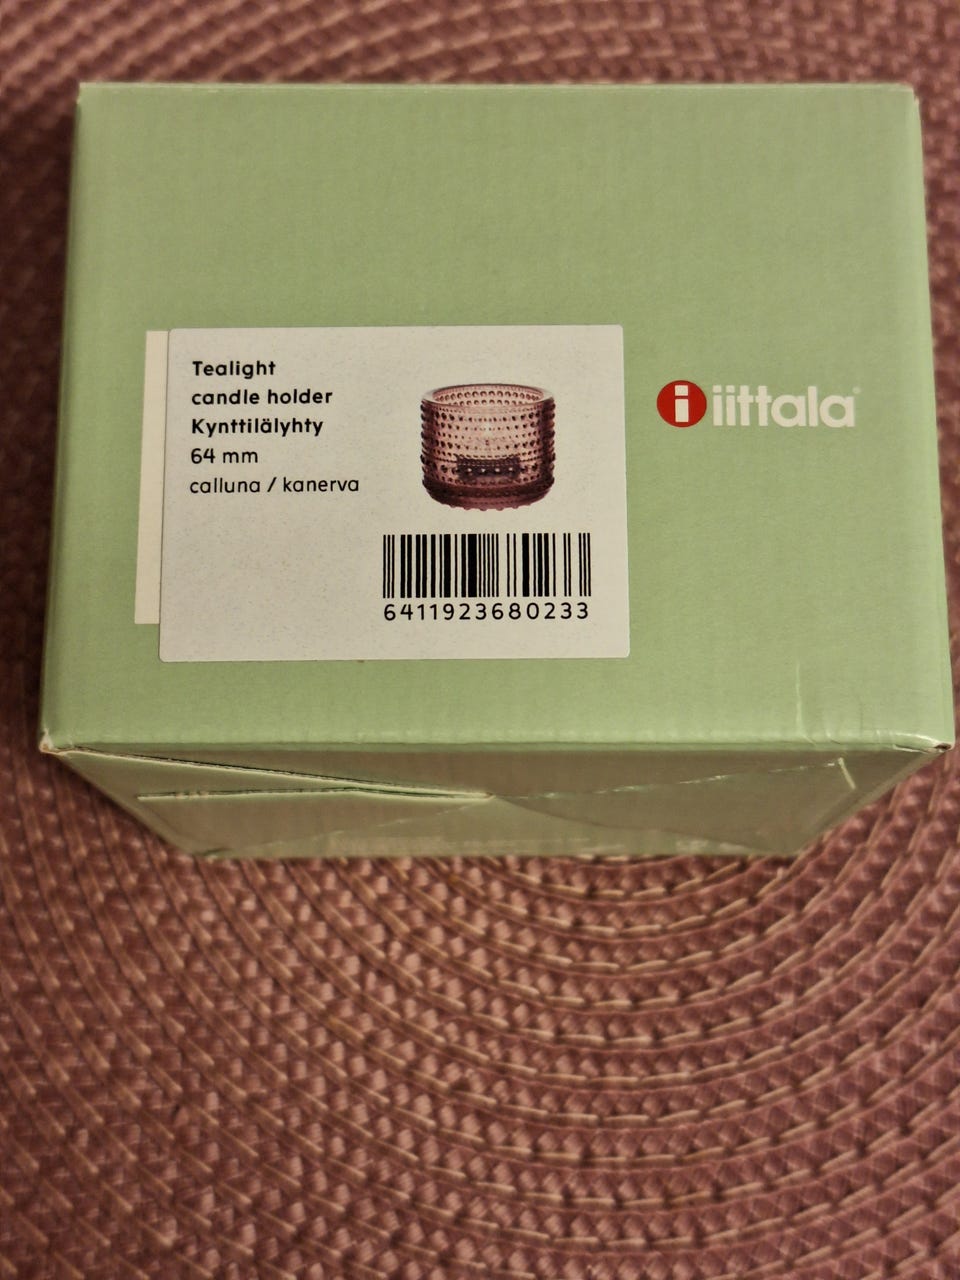 Tealight
candle holder
Kynttilälyhty
64 mm
calluna / kanerva
6411923680233
i iittala®